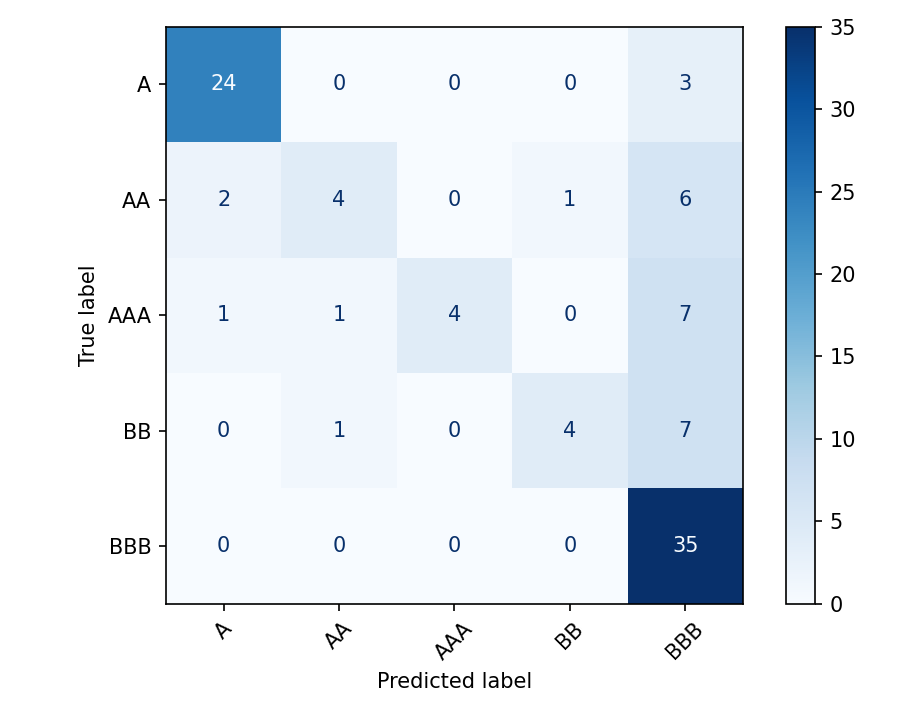 A 24 0 0 0 3
AA 2 4 0 1 6
AAA 1 1 4 0 7
BB 0 1 0 4 7
BBB 0 0 0 0 35
A AA AAA BB BBB
Predicted label
True label
35
30
25
20
15
10
5
0